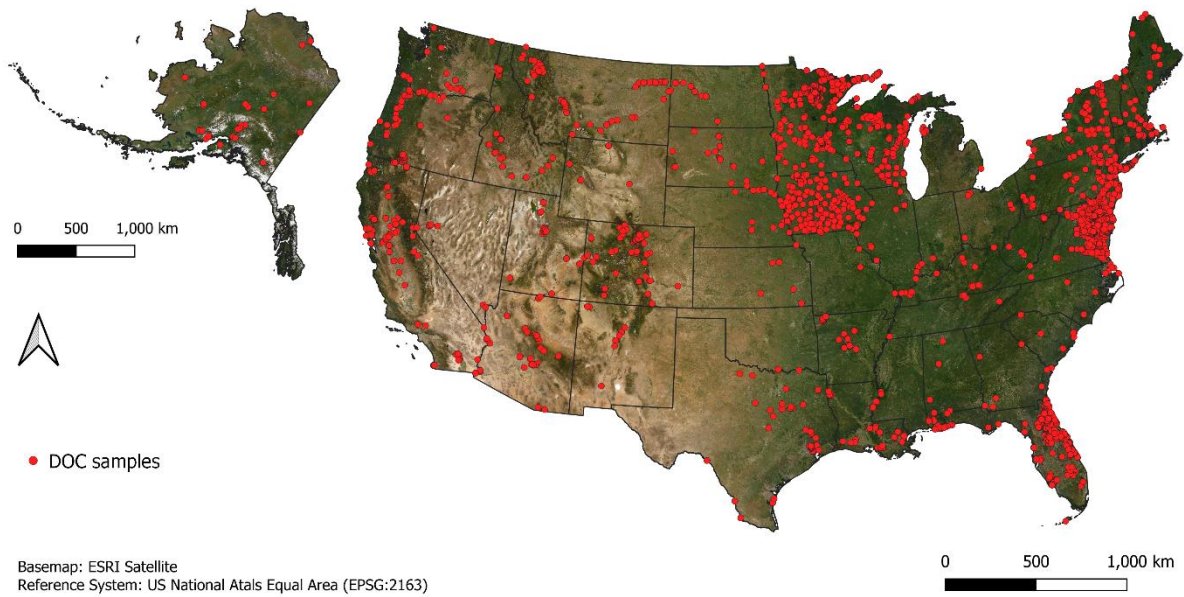 0 500 1,000 km
DOC samples
Basemap: ESRI Satellite
Reference System: US National Atals Equal Area (EPSG:2163)
0 500 1,000 km